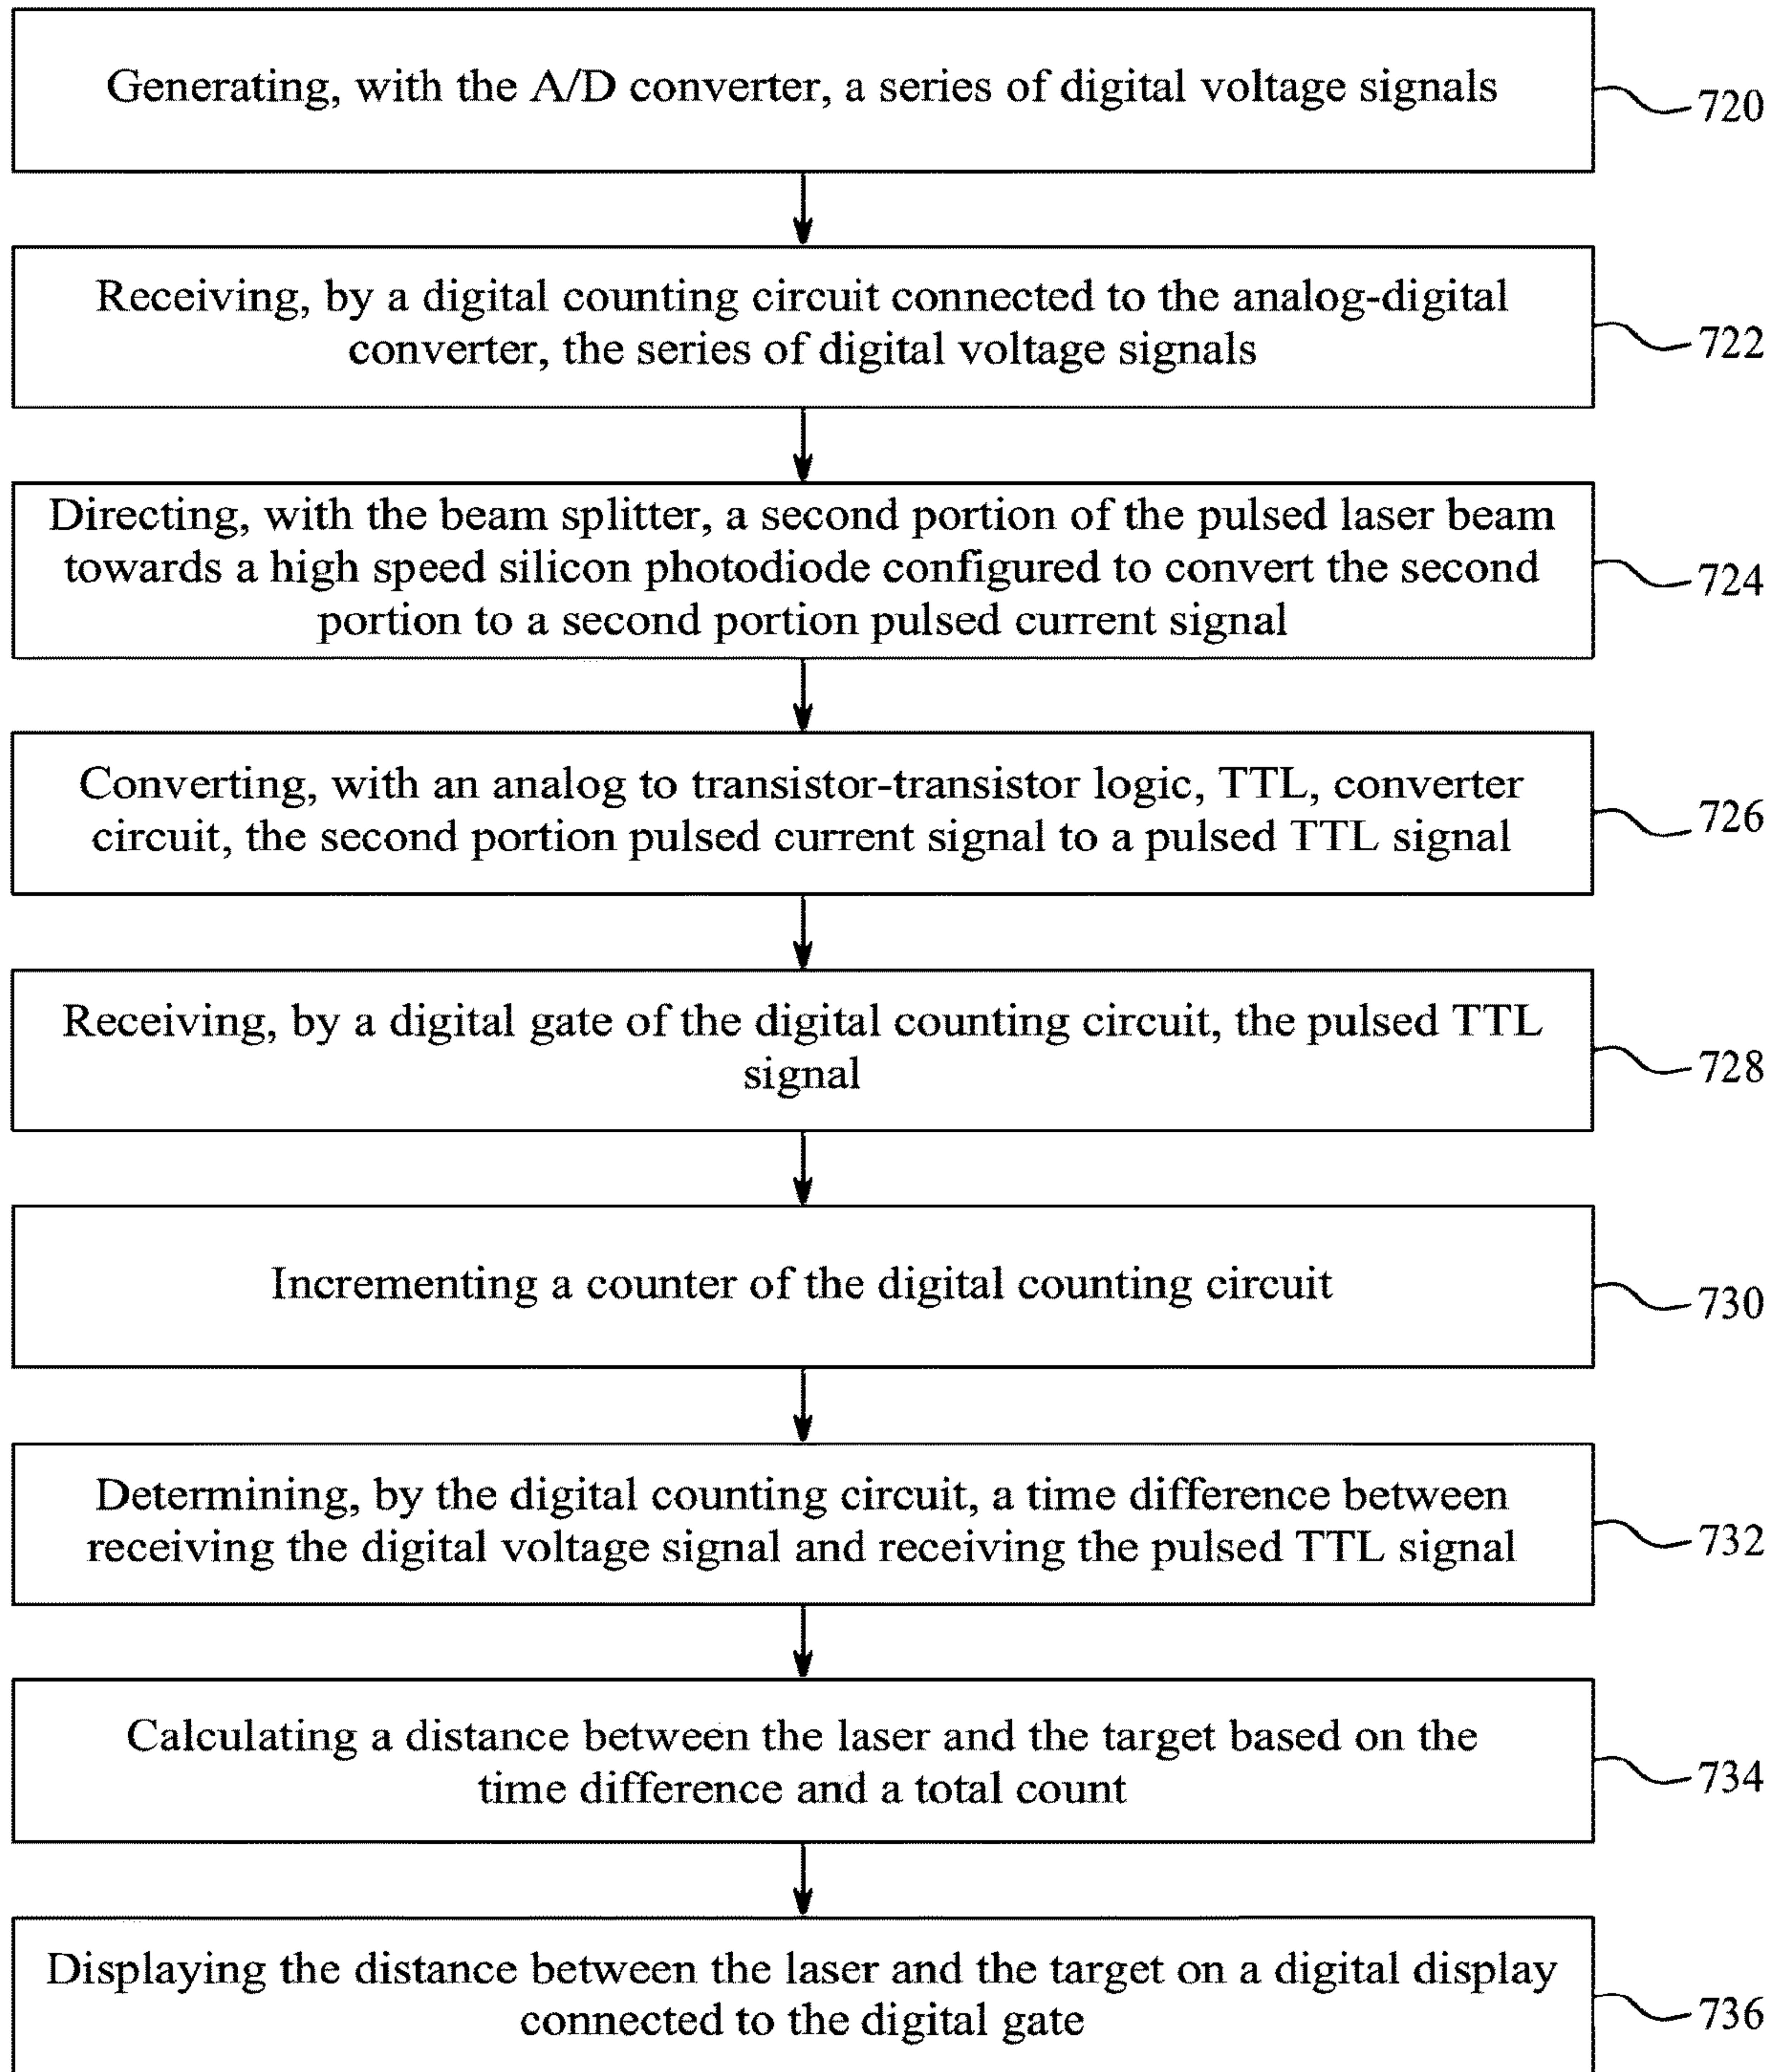 Generating, with the A/D converter, a series of digital voltage signals
720
Receiving, by a digital counting circuit connected to the analog-digital
converter, the series of digital voltage signals
722
Directing, with the beam splitter, a second portion of the pulsed laser beam
towards a high speed silicon photodiode configured to convert the second
portion to a second portion pulsed current signal
724
Converting, with an analog to transistor-transistor logic, TTL, converter
circuit, the second portion pulsed current signal to a pulsed TTL signal
726
Receiving, by a digital gate of the digital counting circuit, the pulsed TTL
signal
728
Incrementing a counter of the digital counting circuit
730
Determining, by the digital counting circuit, a time difference between
receiving the digital voltage signal and receiving the pulsed TTL signal
732
Calculating a distance between the laser and the target based on the
time difference and a total count
734
Displaying the distance between the laser and the target on a digital display
connected to the digital gate
736